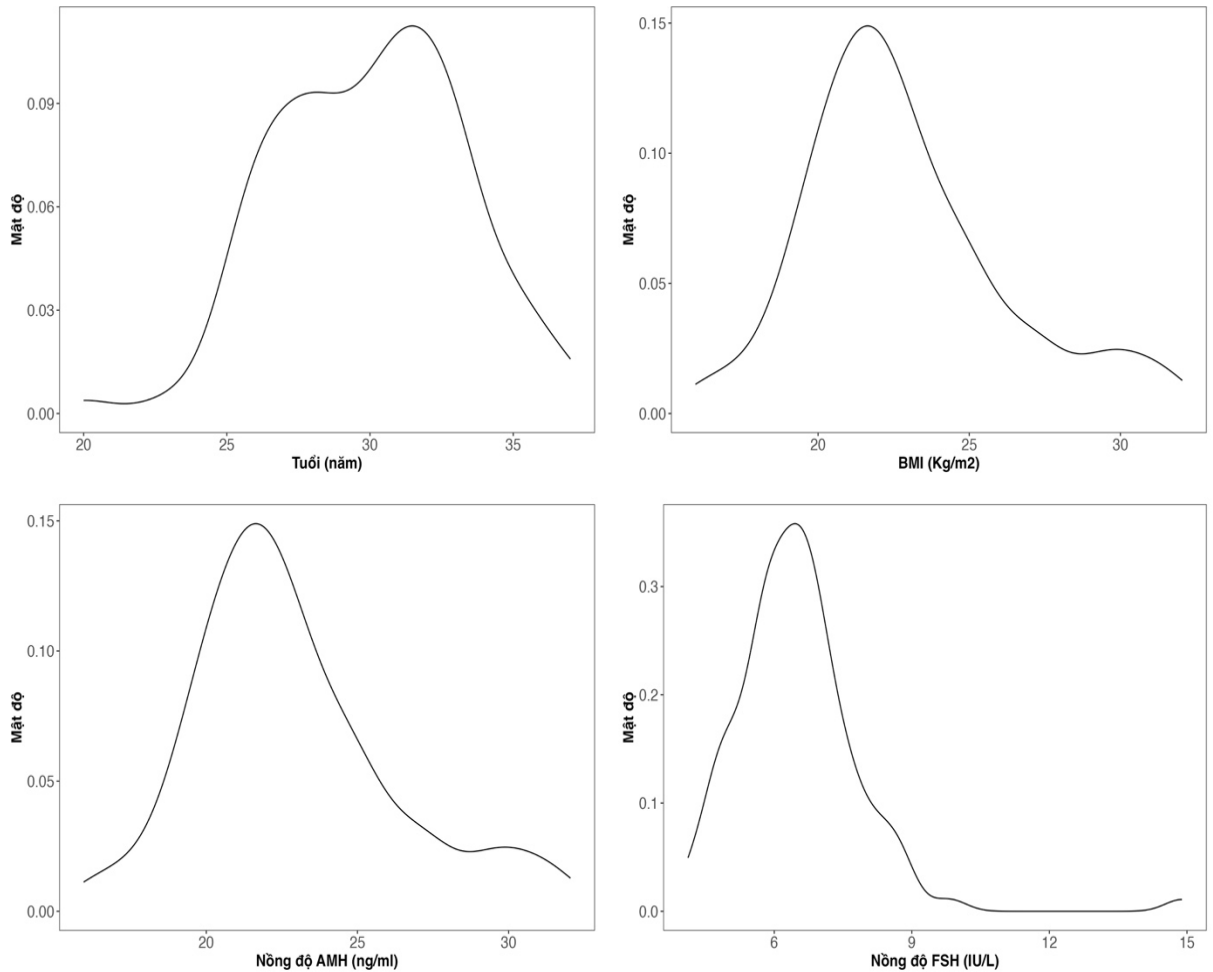 Mật độ
0.09
0.06
0.03
0.00
20 25 30 35
Tuổi (năm)
Mật độ
0.15
0.10
0.05
0.00
20 25 30
BMI (Kg/m2)
Mật độ
0.15
0.10
0.05
0.00
20 25 30
Nồng độ AMH (ng/ml)
Mật độ
0.3
0.2
0.1
0.0
6 9 12 15
Nồng độ FSH (IU/L)